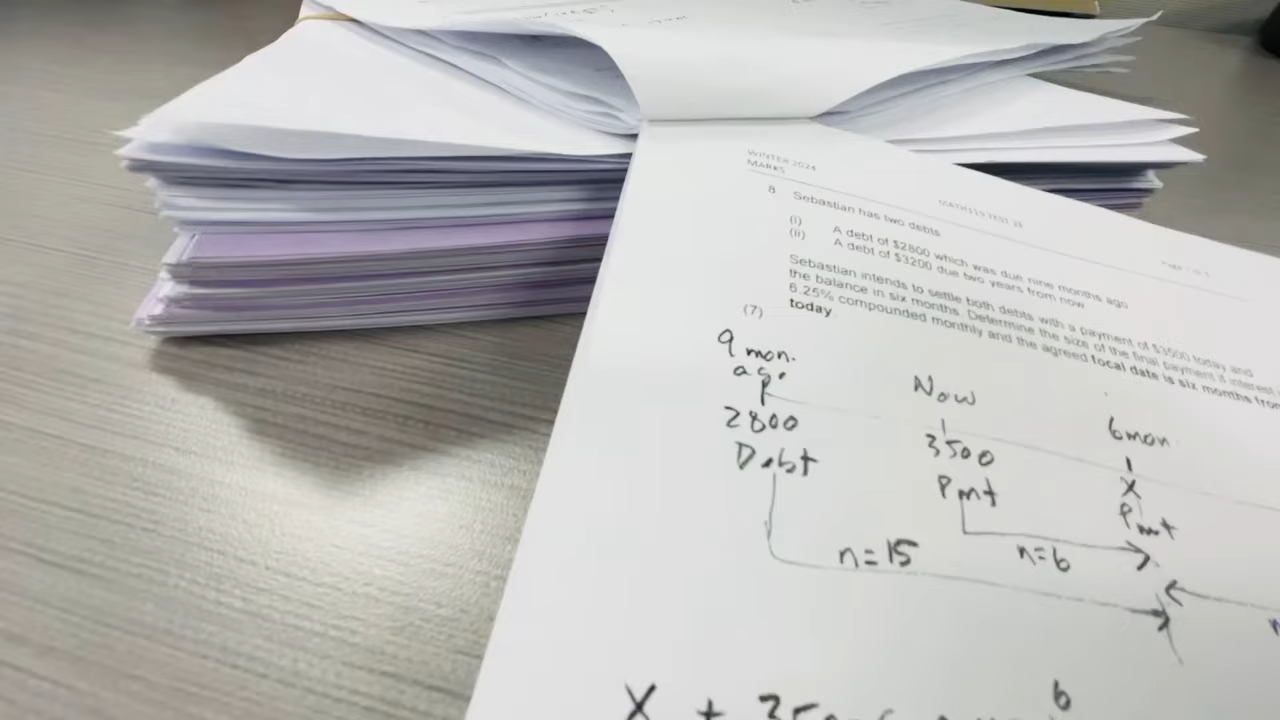 WINTER 2024
MARKS
8 Sebastian has two debts
(i) A debt of $2800 which was due nine months ago
(ii) A debt of $3200 due two years from now
Sebastian intends to settle both debts with a payment of $3500 today and
the balance in six months. Determine the size of the final payment if interest
(7) 6.25% compounded monthly and the agreed focal date is six months from
today
9 mon.
ago
Now
6 mon
2800
3500
X
Debt
Pmt
Pmt
n=15
n=6
X +
6